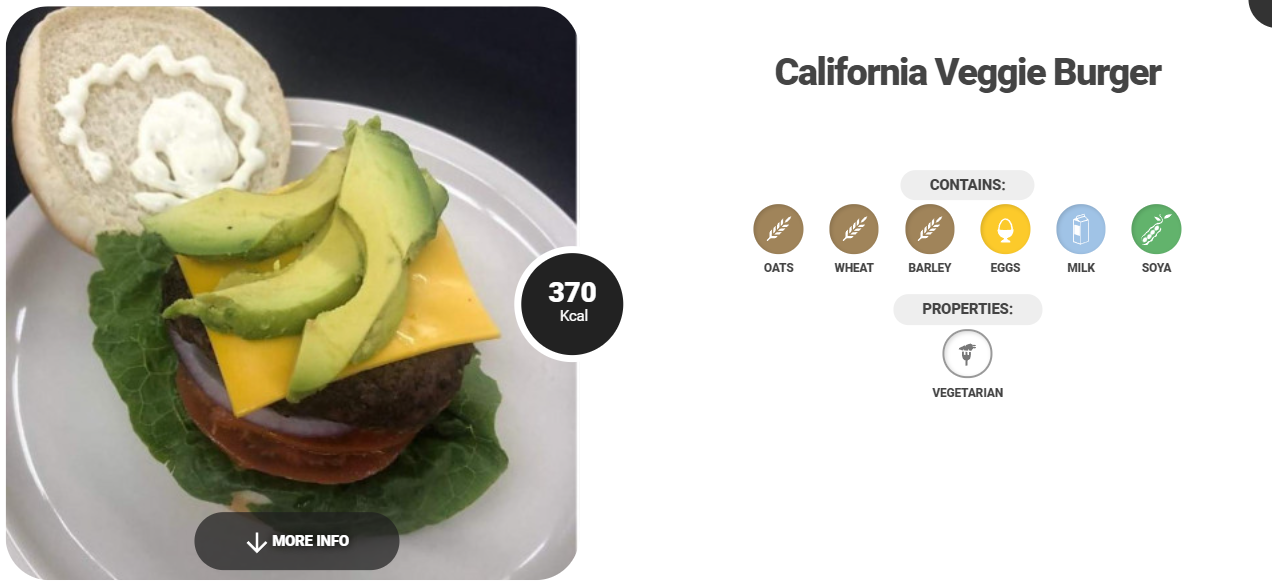 California Veggie Burger
CONTAINS:
OATS WHEAT BARLEY EGGS MILK SOYA
370
Kcal
PROPERTIES:
VEGETARIAN
MORE INFO